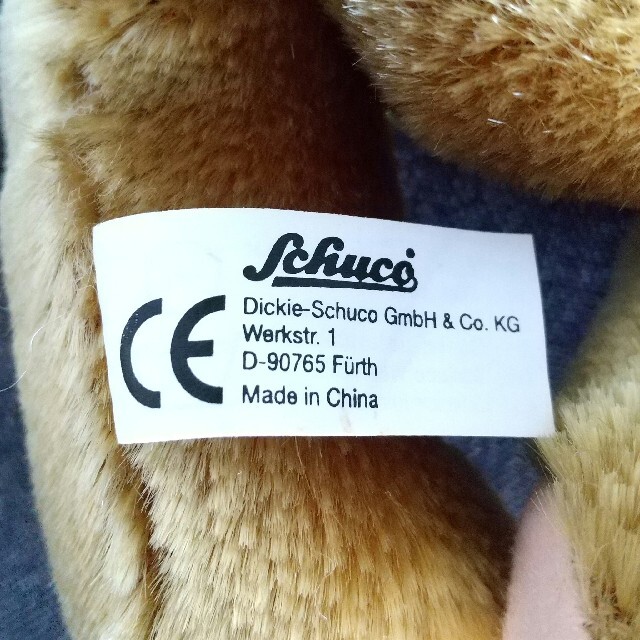 Schuco
CE
Dickie-Schuco GmbH & Co. KG
Werkstr. 1
D-90765 Fürth
Made in China